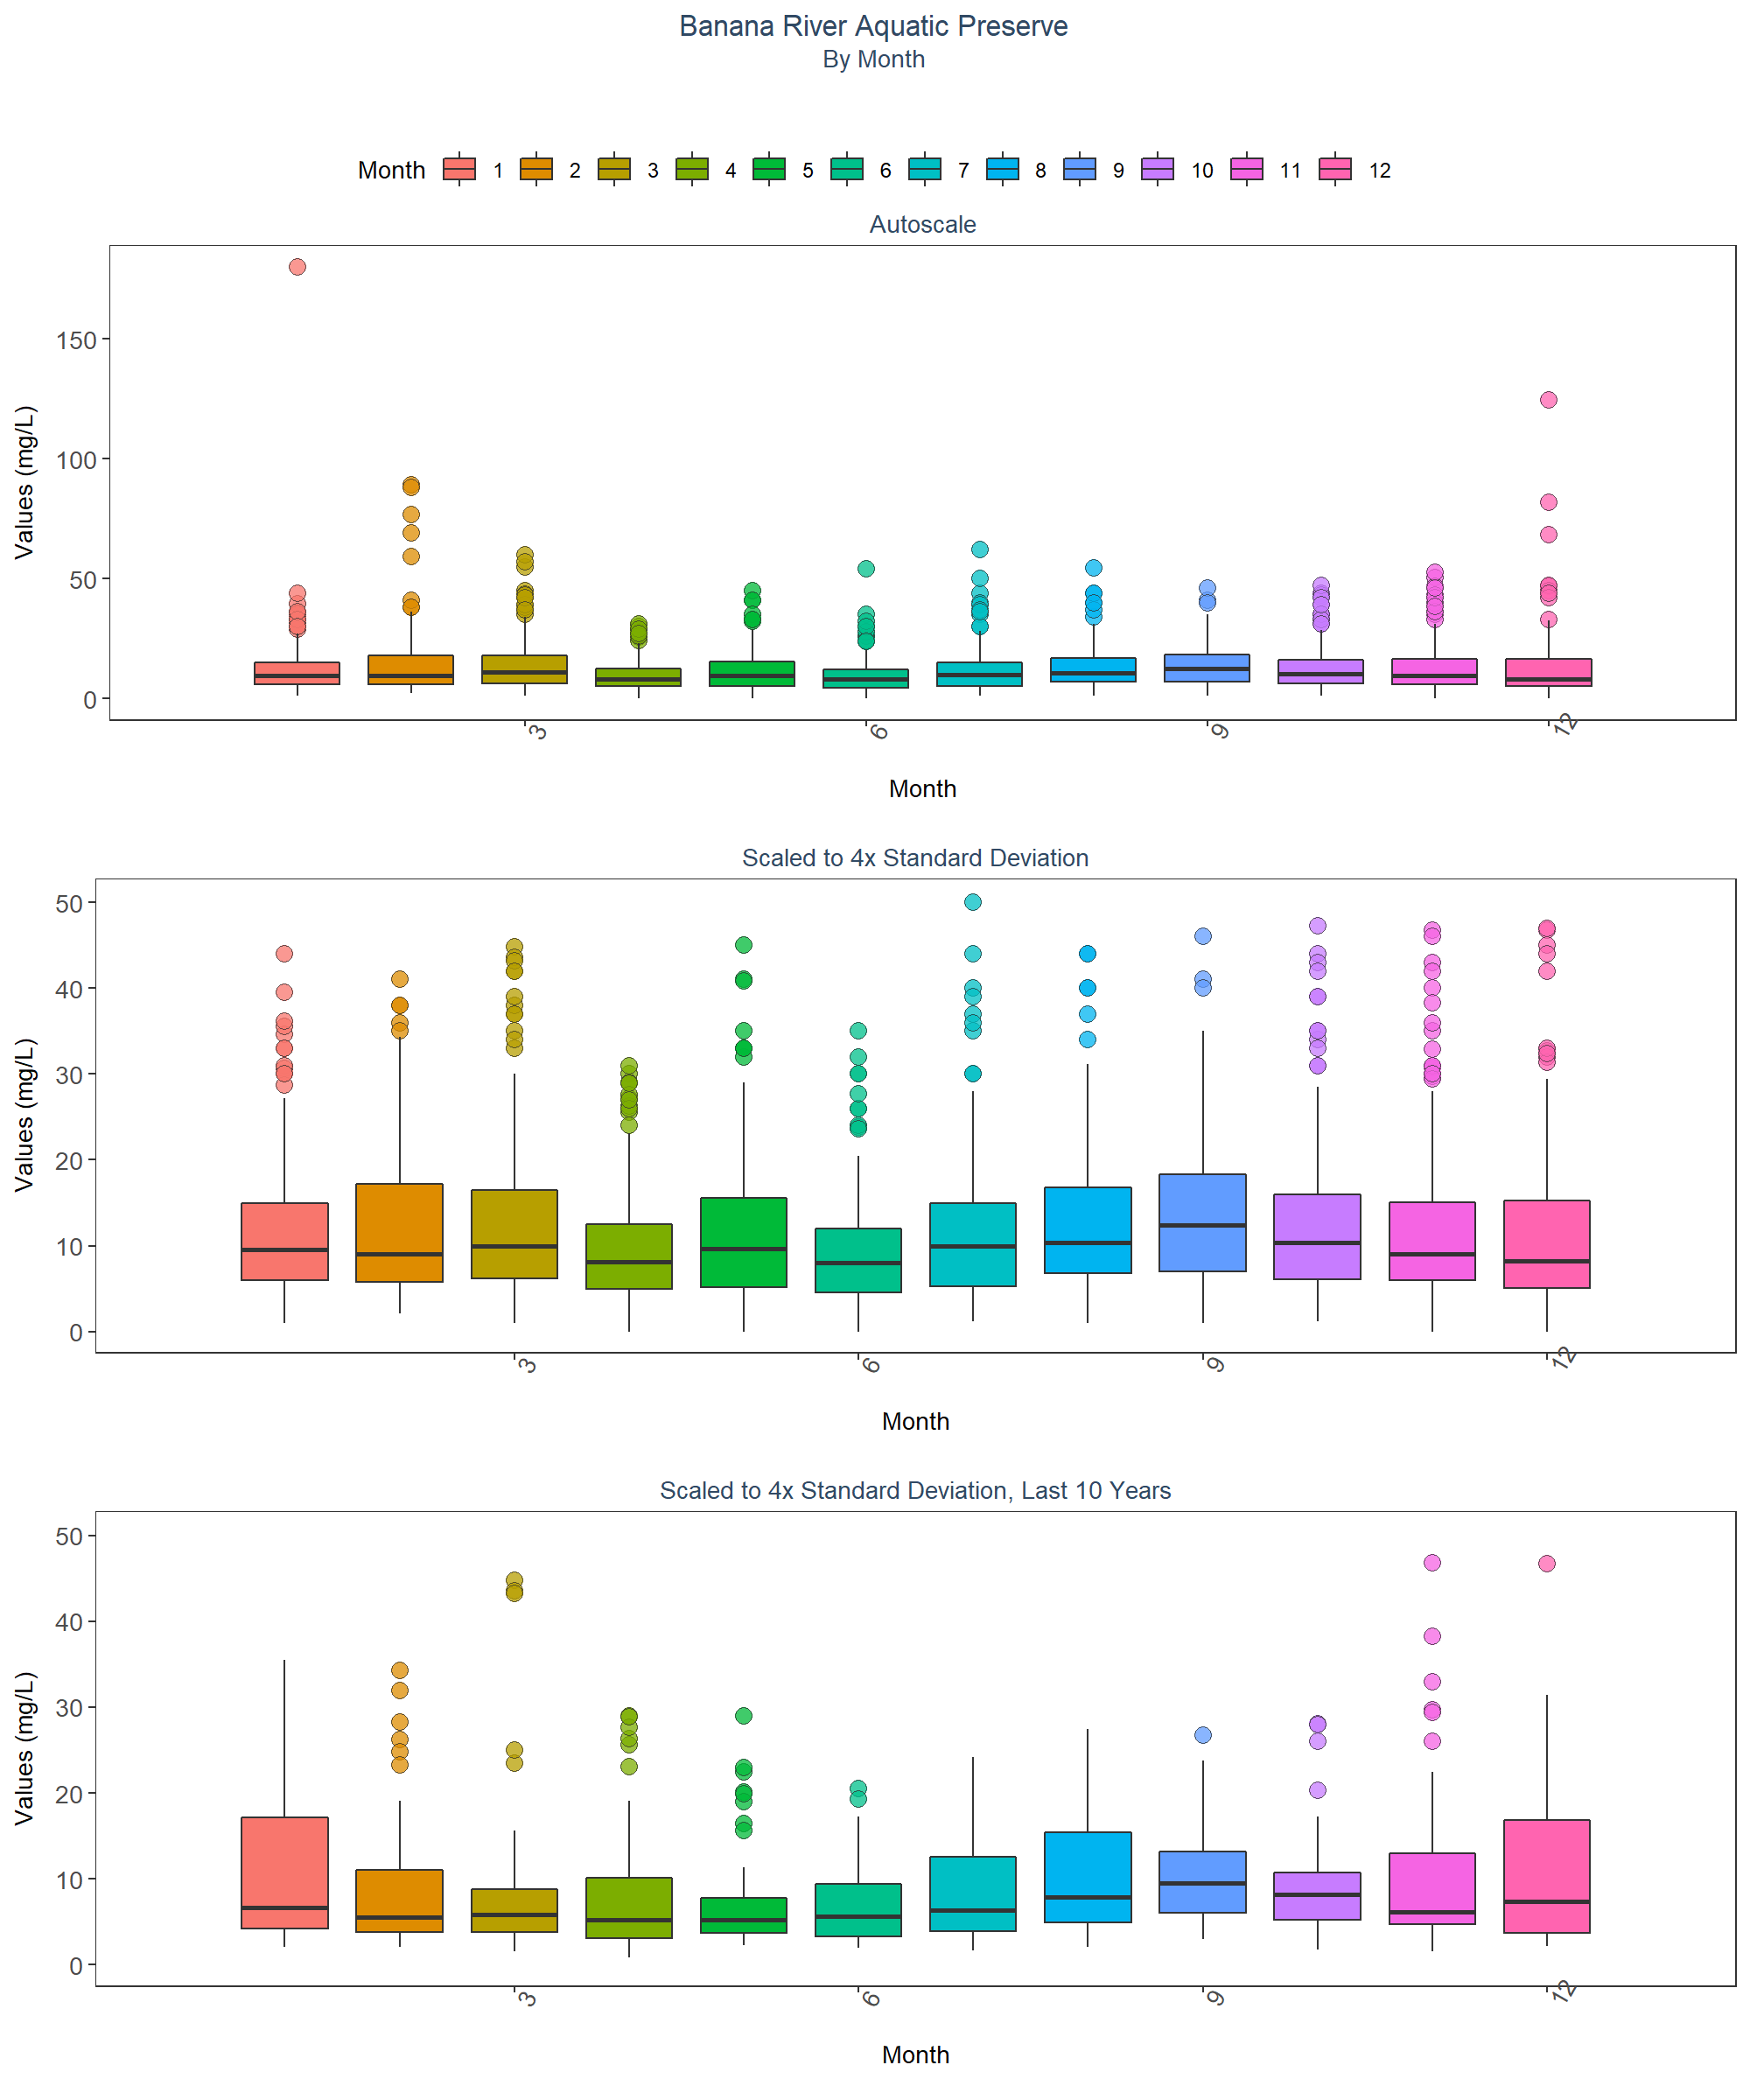 Banana River Aquatic Preserve
By Month
Month 1 2 3 4 5 6 7 8 9 10 11 12
Autoscale
Values (mg/L)
150
100
50
0
3 6 9 12
Month
Scaled to 4x Standard Deviation
Values (mg/L)
50
40
30
20
10
0
3 6 9 12
Month
Scaled to 4x Standard Deviation, Last 10 Years
Values (mg/L)
50
40
30
20
10
0
3 6 9 12
Month